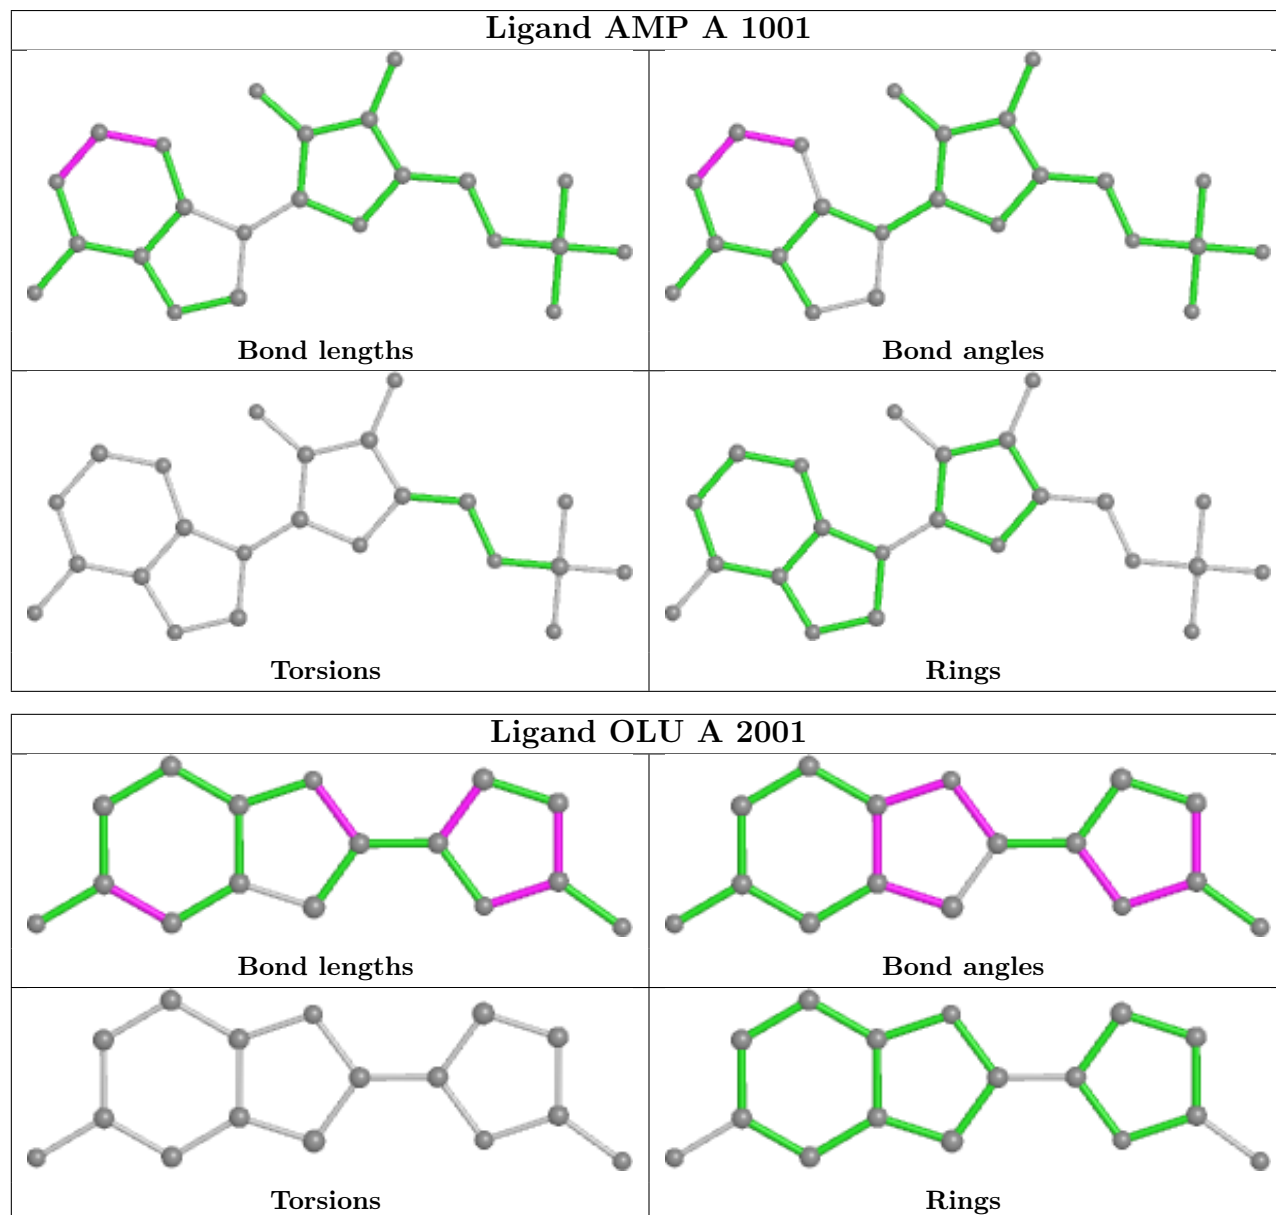 Ligand AMP A 1001
Bond lengths
Bond angles
Torsions
Rings
Ligand OLU A 2001
Bond lengths
Bond angles
Torsions
Rings